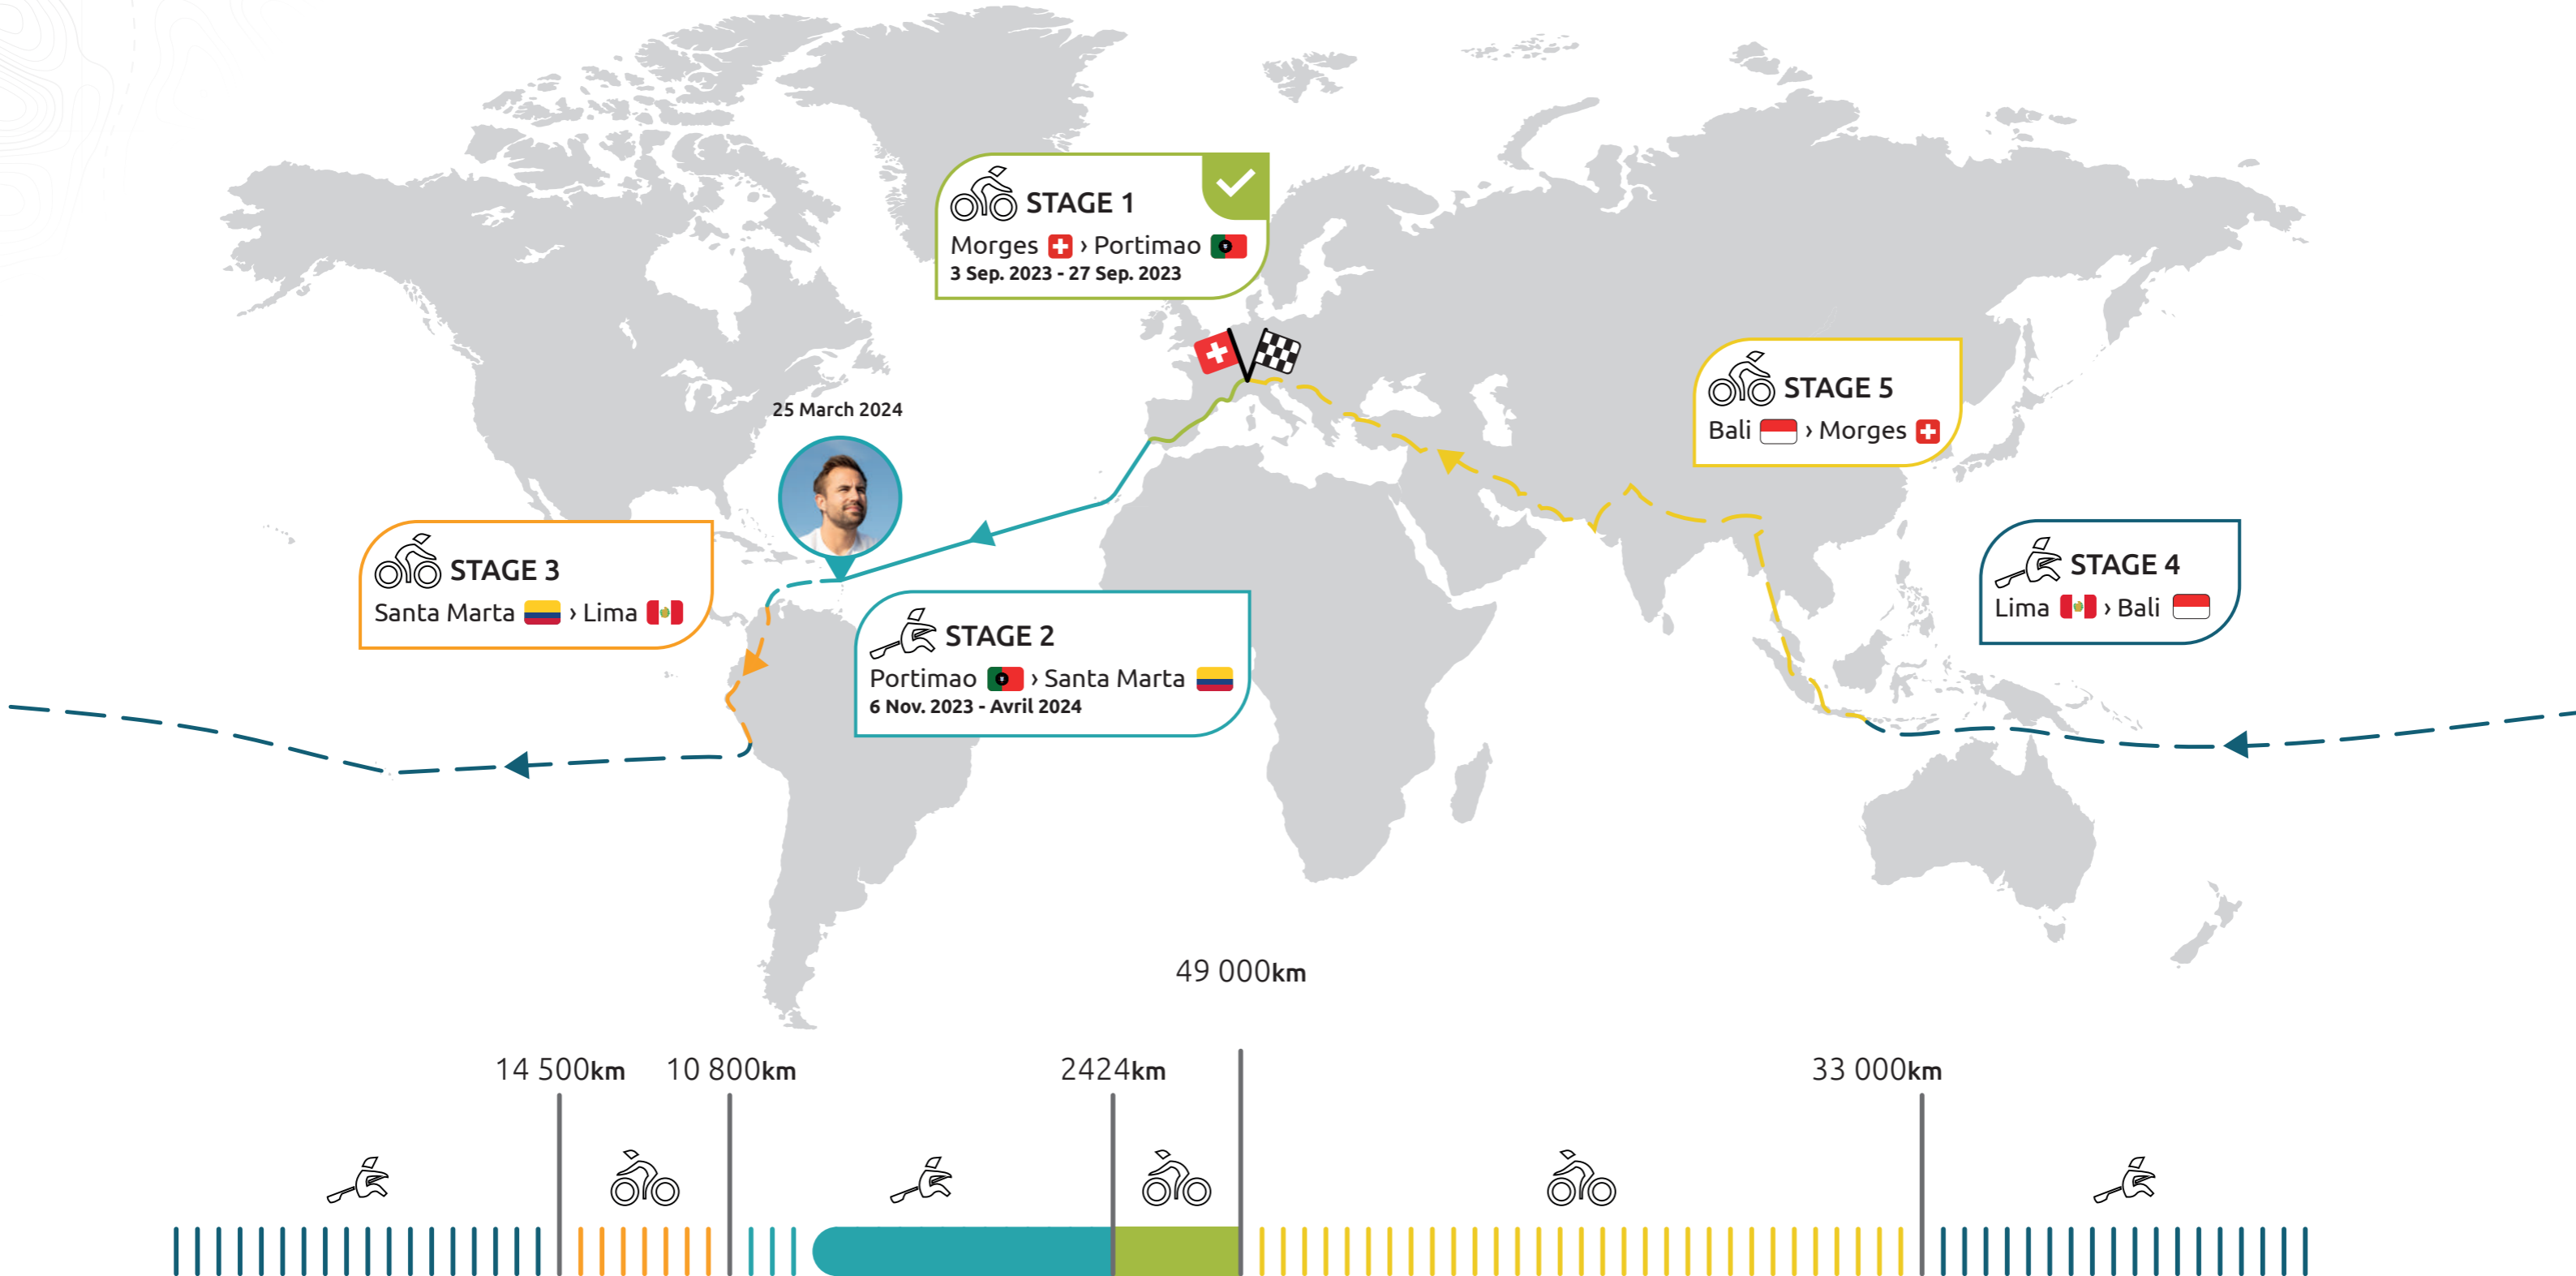 STAGE 1
Morges › Portimao
3 Sep. 2023 - 27 Sep. 2023
25 March 2024
STAGE 5
Bali › Morges
STAGE 3
Santa Marta › Lima
STAGE 4
Lima › Bali
STAGE 2
Portimao › Santa Marta
6 Nov. 2023 - Avril 2024
49 000km
14 500km
10 800km
2424km
33 000km